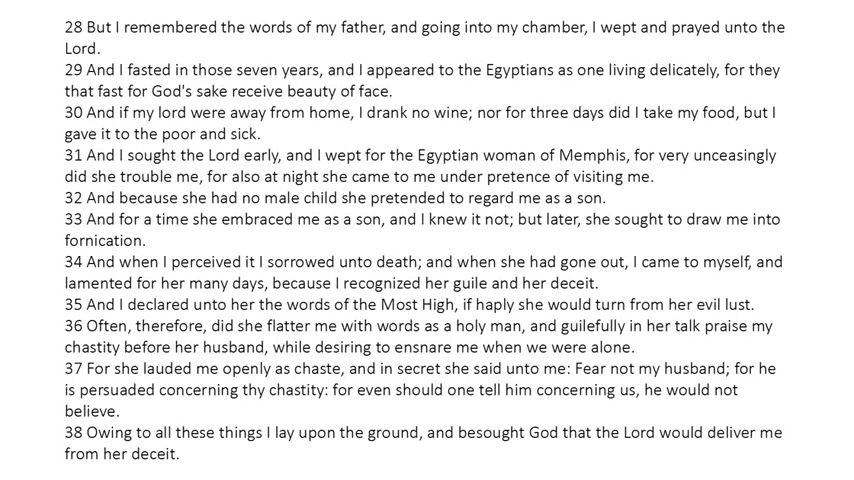 28 But I remembered the words of my father, and going into my chamber, I wept and prayed unto the
Lord.
29 And I fasted in those seven years, and I appeared to the Egyptians as one living delicately, for they
that fast for God's sake receive beauty of face.
30 And if my lord were away from home, I drank no wine; nor for three days did I take my food, but I
gave it to the poor and sick.
31 And I sought the Lord early, and I wept for the Egyptian woman of Memphis, for very unceasingly
did she trouble me, for also at night she came to me under pretence of visiting me.
32 And because she had no male child she pretended to regard me as a son.
33 And for a time she embraced me as a son, and I knew it not; but later, she sought to draw me into
fornication.
34 And when I perceived it I sorrowed unto death; and when she had gone out, I came to myself, and
lamented for her many days, because I recognized her guile and her deceit.
35 And I declared unto her the words of the Most High, if haply she would turn from her evil lust.
36 Often, therefore, did she flatter me with words as a holy man, and guilefully in her talk praise my
chastity before her husband, while desiring to ensnare me when we were alone.
37 For she lauded me openly as chaste, and in secret she said unto me: Fear not my husband; for he
is persuaded concerning thy chastity: for even should one tell him concerning us, he would not
believe.
38 Owing to all these things I lay upon the ground, and besought God that the Lord would deliver me
from her deceit.